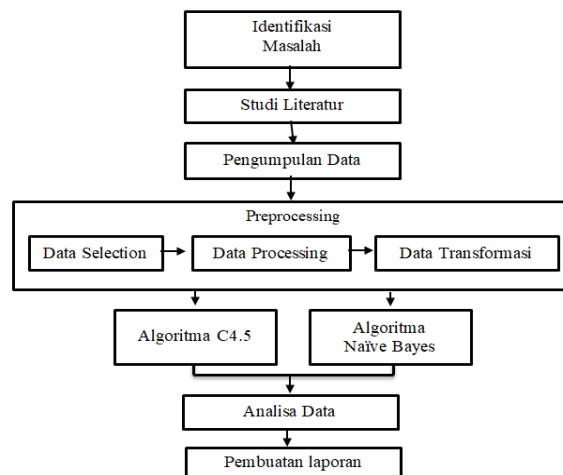 Identifikasi
Masalah
Studi Literatur
Pengumpulan Data
Preprocessing
Data Selection
Data Processing
Data Transformasi
Algoritma C4.5
Algoritma
Naïve Bayes
Analisa Data
Pembuatan laporan